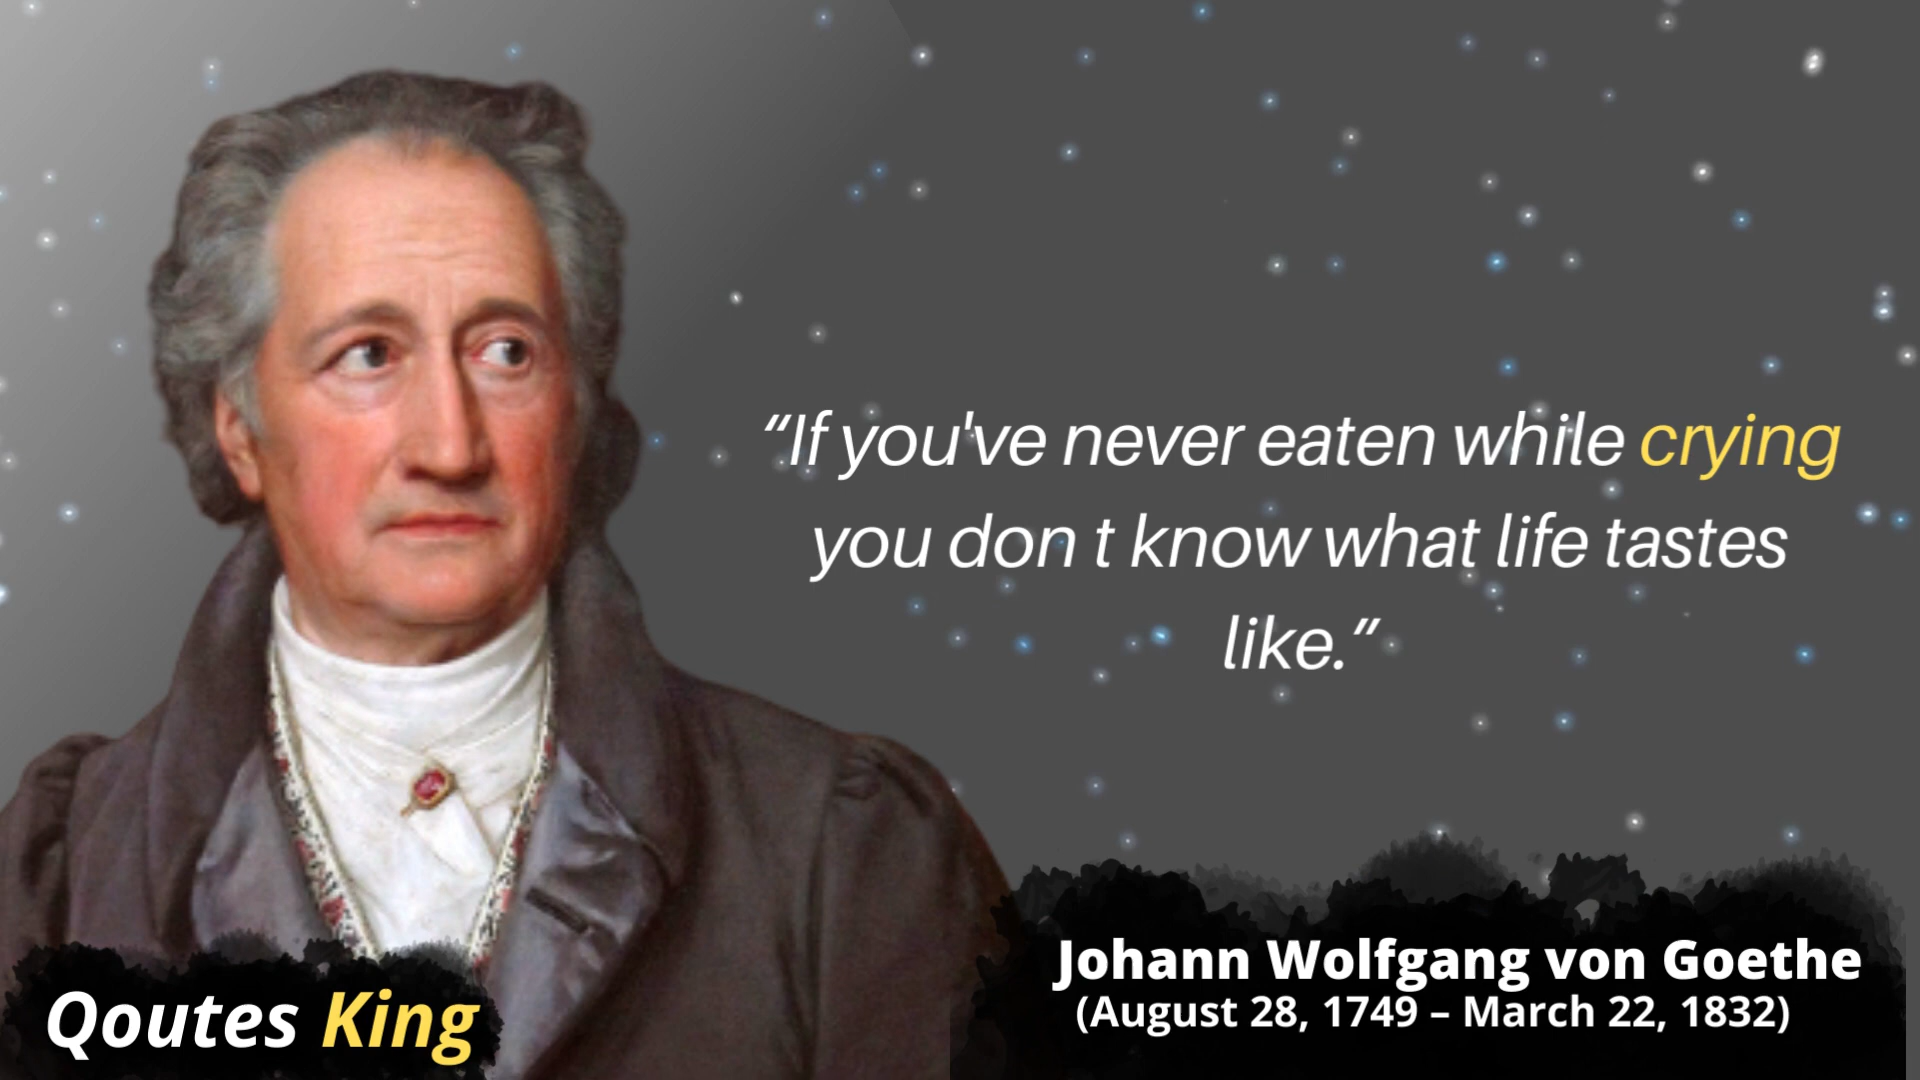 “If you've never eaten while crying
you don t know what life tastes
like.”
Johann Wolfgang von Goethe
(August 28, 1749 – March 22, 1832)
Qoutes King